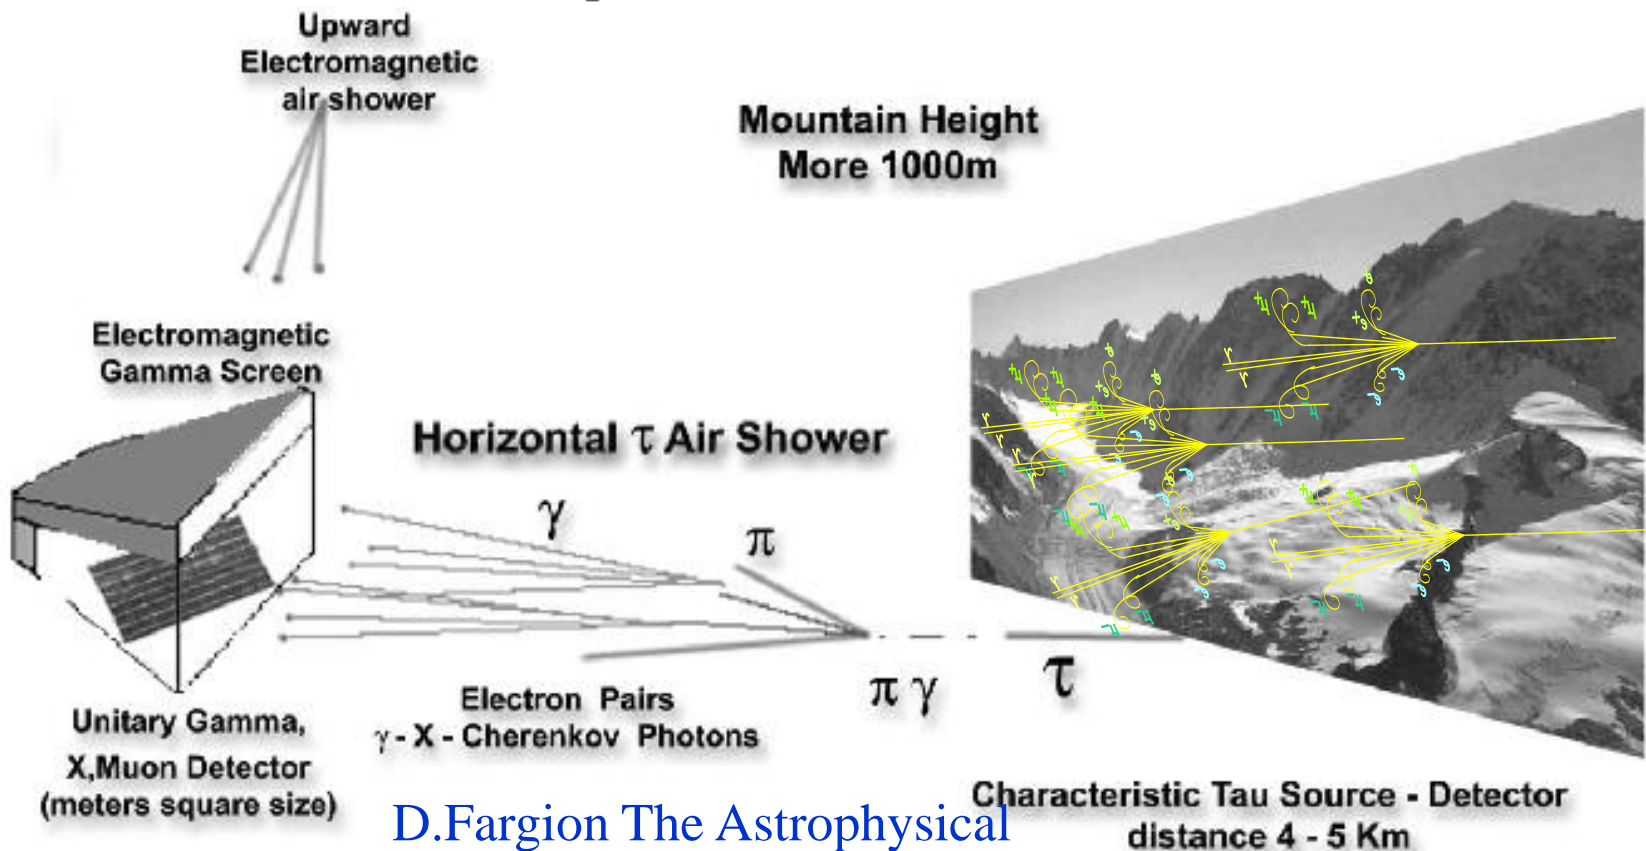 Upward
Electromagnetic
air shower
Mountain Height
More 1000m
Electromagnetic
Gamma Screen
Horizontal τ Air Shower
γ
π
π γ
τ
Electron Pairs
γ - X - Cherenkov Photons
Unitary Gamma,
X,Muon Detector
(meters square size)
Characteristic Tau Source - Detector
distance 4 - 5 Km
D.Fargion The Astrophysical